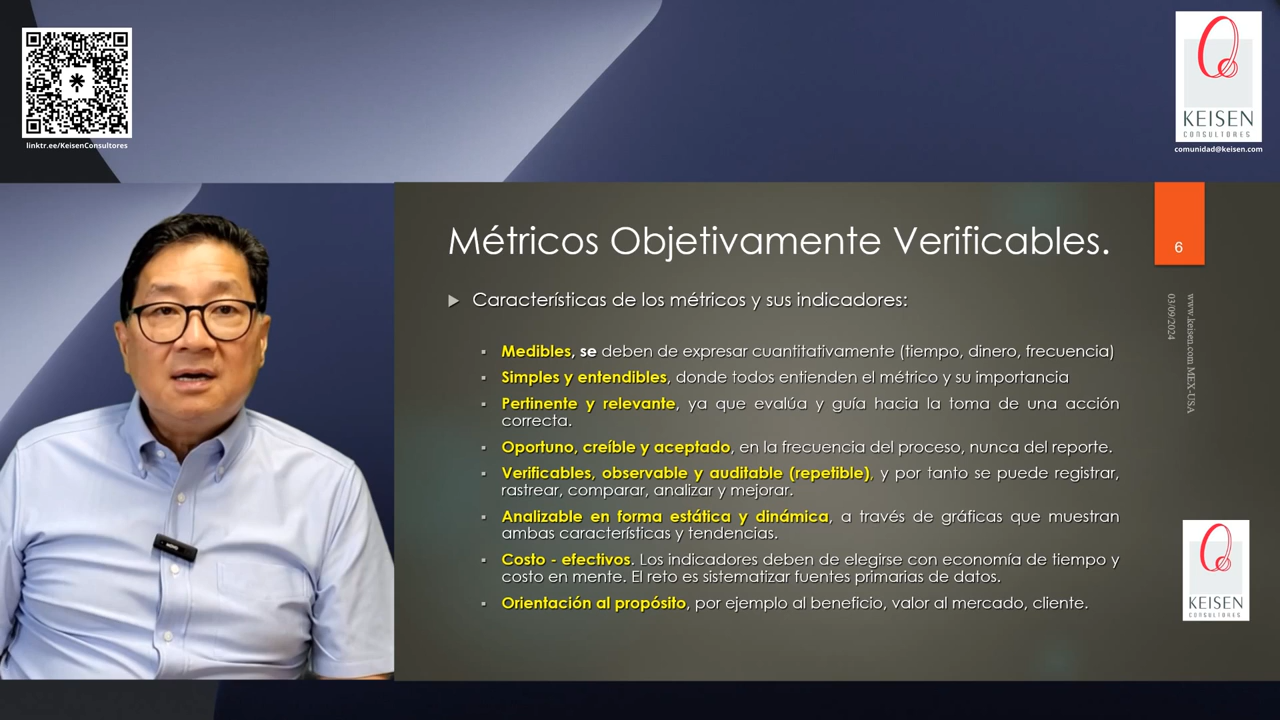 linktr.ee/KeisenConsultores
KEISEN
CONSULTORES
comunidad@keisen.com
Métricos Objetivamente Verificables.
6
Características de los métricos y sus indicadores:
Medibles, se deben de expresar cuantitativamente (tiempo, dinero, frecuencia)
Simples y entendibles, donde todos entienden el métrico y su importancia
Pertinente y relevante, ya que evalúa y guía hacia la toma de una acción
correcta.
Oportuno, creíble y aceptado, en la frecuencia del proceso, nunca del reporte.
Verificables, observable y auditable (repetible), y por tanto se puede registrar,
rastrear, comparar, analizar y mejorar.
Analizable en forma estática y dinámica, a través de gráficas que muestran
ambas características y tendencias.
Costo - efectivos. Los indicadores deben de elegirse con economía de tiempo y
costo en mente. El reto es sistematizar fuentes primarias de datos.
Orientación al propósito, por ejemplo al beneficio, valor al mercado, cliente.
www.keisen.com MEX-USA
03/09/2024
KEISEN
CONSULTORES